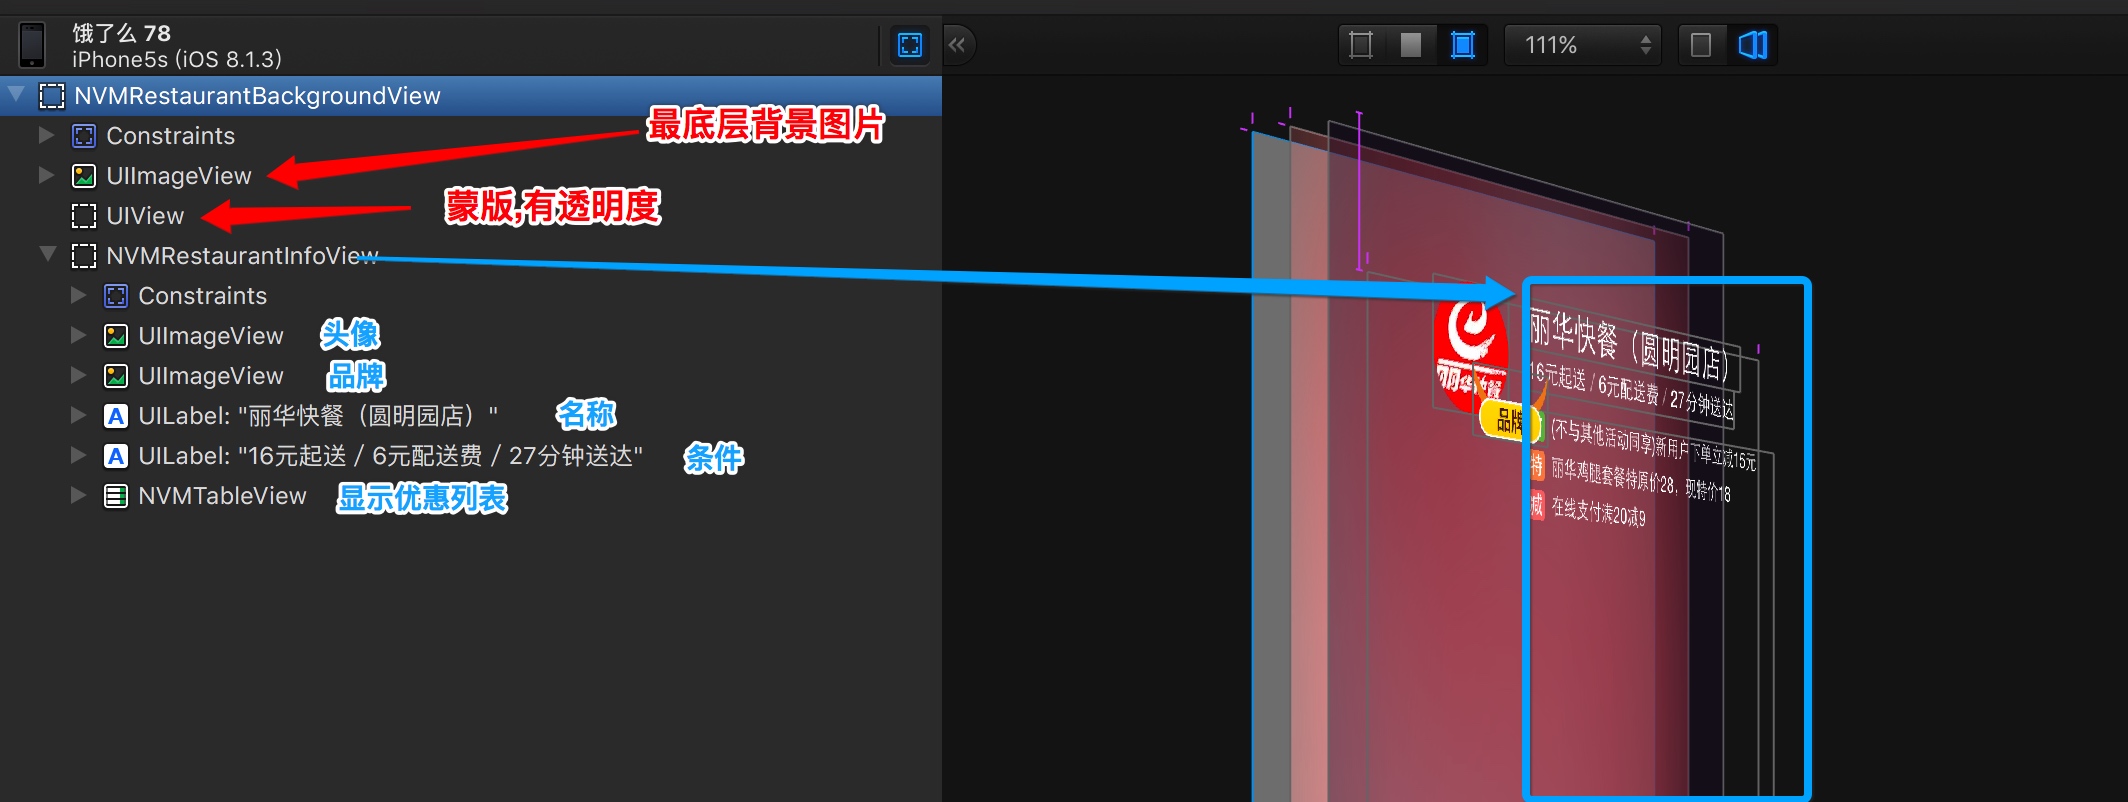 饿了么 78
iPhone5s (iOS 8.1.3)
111%
NVMRestaurantBackgroundView
Constraints
最底层背景图片
UIImageView
UIView
蒙版,有透明度
NVMRestaurantInfoView
Constraints
UIImageView 头像
UIImageView 品牌
UILabel: "丽华快餐（圆明园店）" 名称
UILabel: "16元起送 / 6元配送费 / 27分钟送达" 条件
NVMTableView 显示优惠列表
丽华快餐（圆明园店）
16元起送 / 6元配送费 / 27分钟送达
丽华快餐
品牌
(不与其他活动同享)新用户下单立减15元
特 丽华鸡腿套餐特原价28，现特价18
减 在线支付满20减9